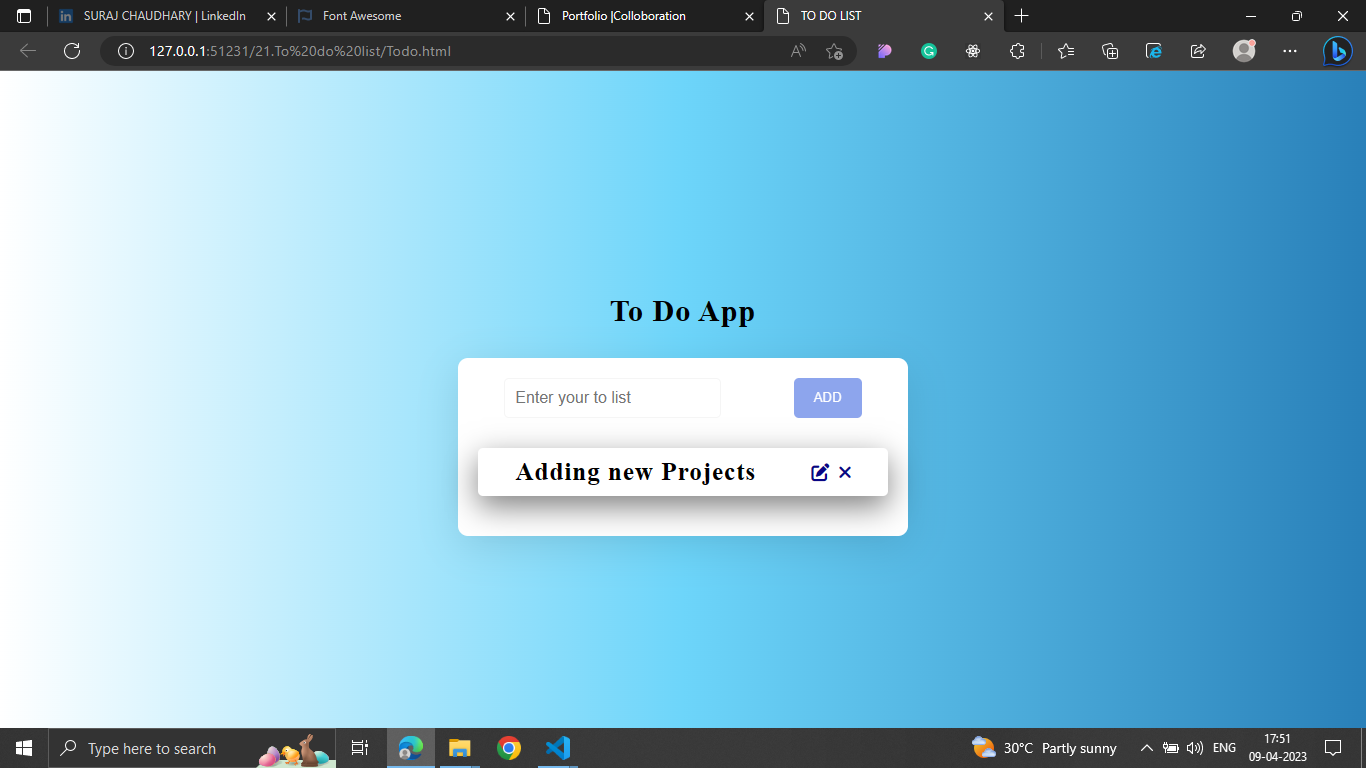 SURAJ CHAUDHARY | LinkedIn
Font Awesome
Portfolio |Colloboration
TO DO LIST
127.0.0.1:51231/21.To%20do%20list/Todo.html
To Do App
Enter your to list
ADD
Adding new Projects
Type here to search
30°C Partly sunny
ENG
17:51
09-04-2023